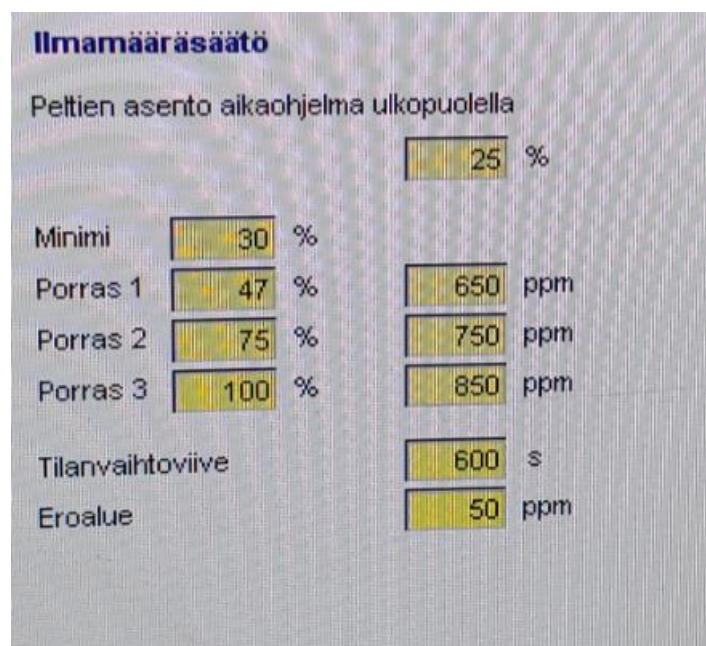 Ilmamääräsäätö
Peltien asento aikaohjelma ulkopuolella
25 %
Minimi 30 %
Porras 1 47 % 650 ppm
Porras 2 75 % 750 ppm
Porras 3 100 % 850 ppm
Tilanvaihtoviive 600 s
Eroalue 50 ppm